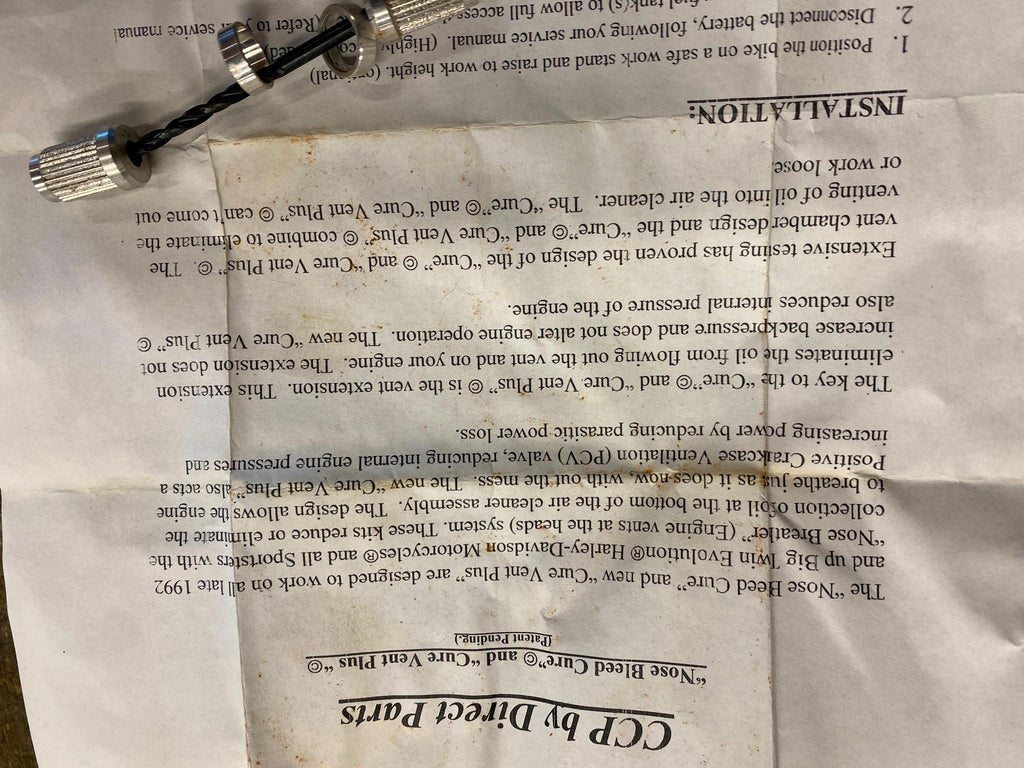 CCP by Direct Parts
“Nose Bleed Cure”© and “Cure Vent Plus “©
(Patent Pending.)
The “Nose Bleed Cure” and new “Cure Vent Plus” are designed to work on all late 1992
and up Big Twin Evolution® Harley-Davidson Motorcycles® and all Sportsters with the
“Nose Breather” (Engine vents at the heads) system. These kits reduce or eliminate the
collection of oil at the bottom of the air cleaner assembly. The design allows the engine
to breathe just as it does now, with out the mess. The new “Cure Vent Plus” also acts a
Positive Crankcase Ventilation (PCV) valve, reducing internal engine pressures and
increasing power by reducing parasitic power loss.
The key to the “Cure”© and “Cure Vent Plus” © is the vent extension. This extension
eliminates the oil from flowing out the vent and on your engine. The extension does not
increase backpressure and does not alter engine operation. The new “Cure Vent Plus” ©
also reduces internal pressure of the engine.
Extensive testing has proven the design of the “Cure” © and “Cure Vent Plus” ©. The
vent chamber design and the “Cure”© and “Cure Vent Plus” © combine to eliminate the
venting of oil into the air cleaner. The “Cure”© and “Cure Vent Plus” © can’t come out
or work loose.
INSTALLATION:
1. Position the bike on a safe work stand and raise to work height. (optional)
2. Disconnect the battery, following your service manual. (Highly
tank(s) to allow full access (Refer to your service manual